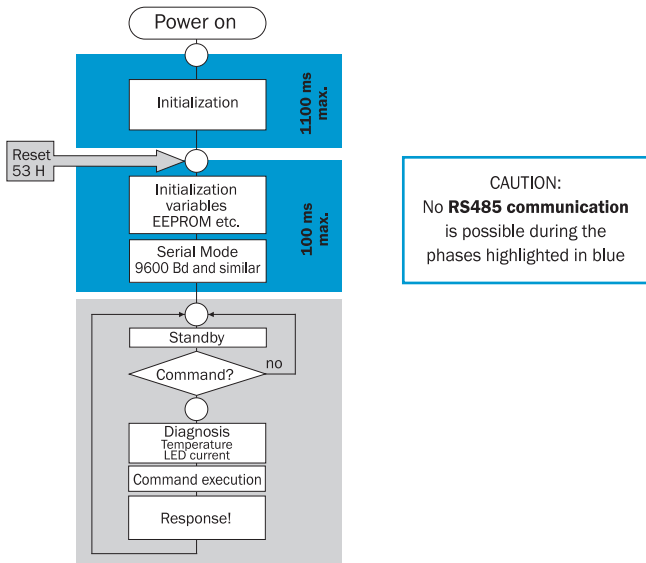 Power on
Initialization
1100 ms
max.
Reset
53 H
Initialization
variables
EEPROM etc.
Serial Mode
9600 Bd and similar
100 ms
max.
CAUTION:
No RS485 communication
is possible during the
phases highlighted in blue
Standby
Command?
no
Diagnosis
Temperature
LED current
Command execution
Response!